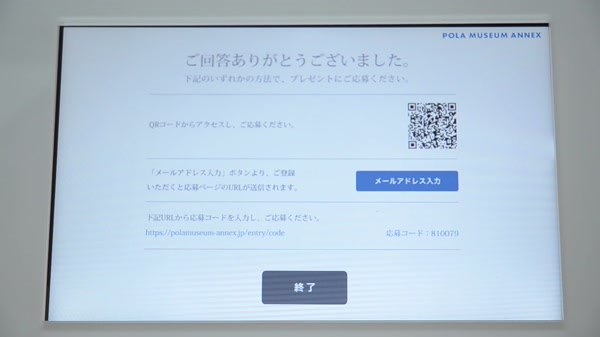 POLA MUSEUM ANNEX
ご回答ありがとうございました。
下記のいずれかの方法で、プレゼントにご応募ください。
QRコードからアクセスし、ご応募ください。
「メールアドレス入力」ボタンより、ご登録
いただくと応募ページのURLが送信されます。
メールアドレス入力
下記URLから応募コードを入力し、ご応募ください。
https://polamuseum-annex.jp/entry/code
応募コード：810079
終了